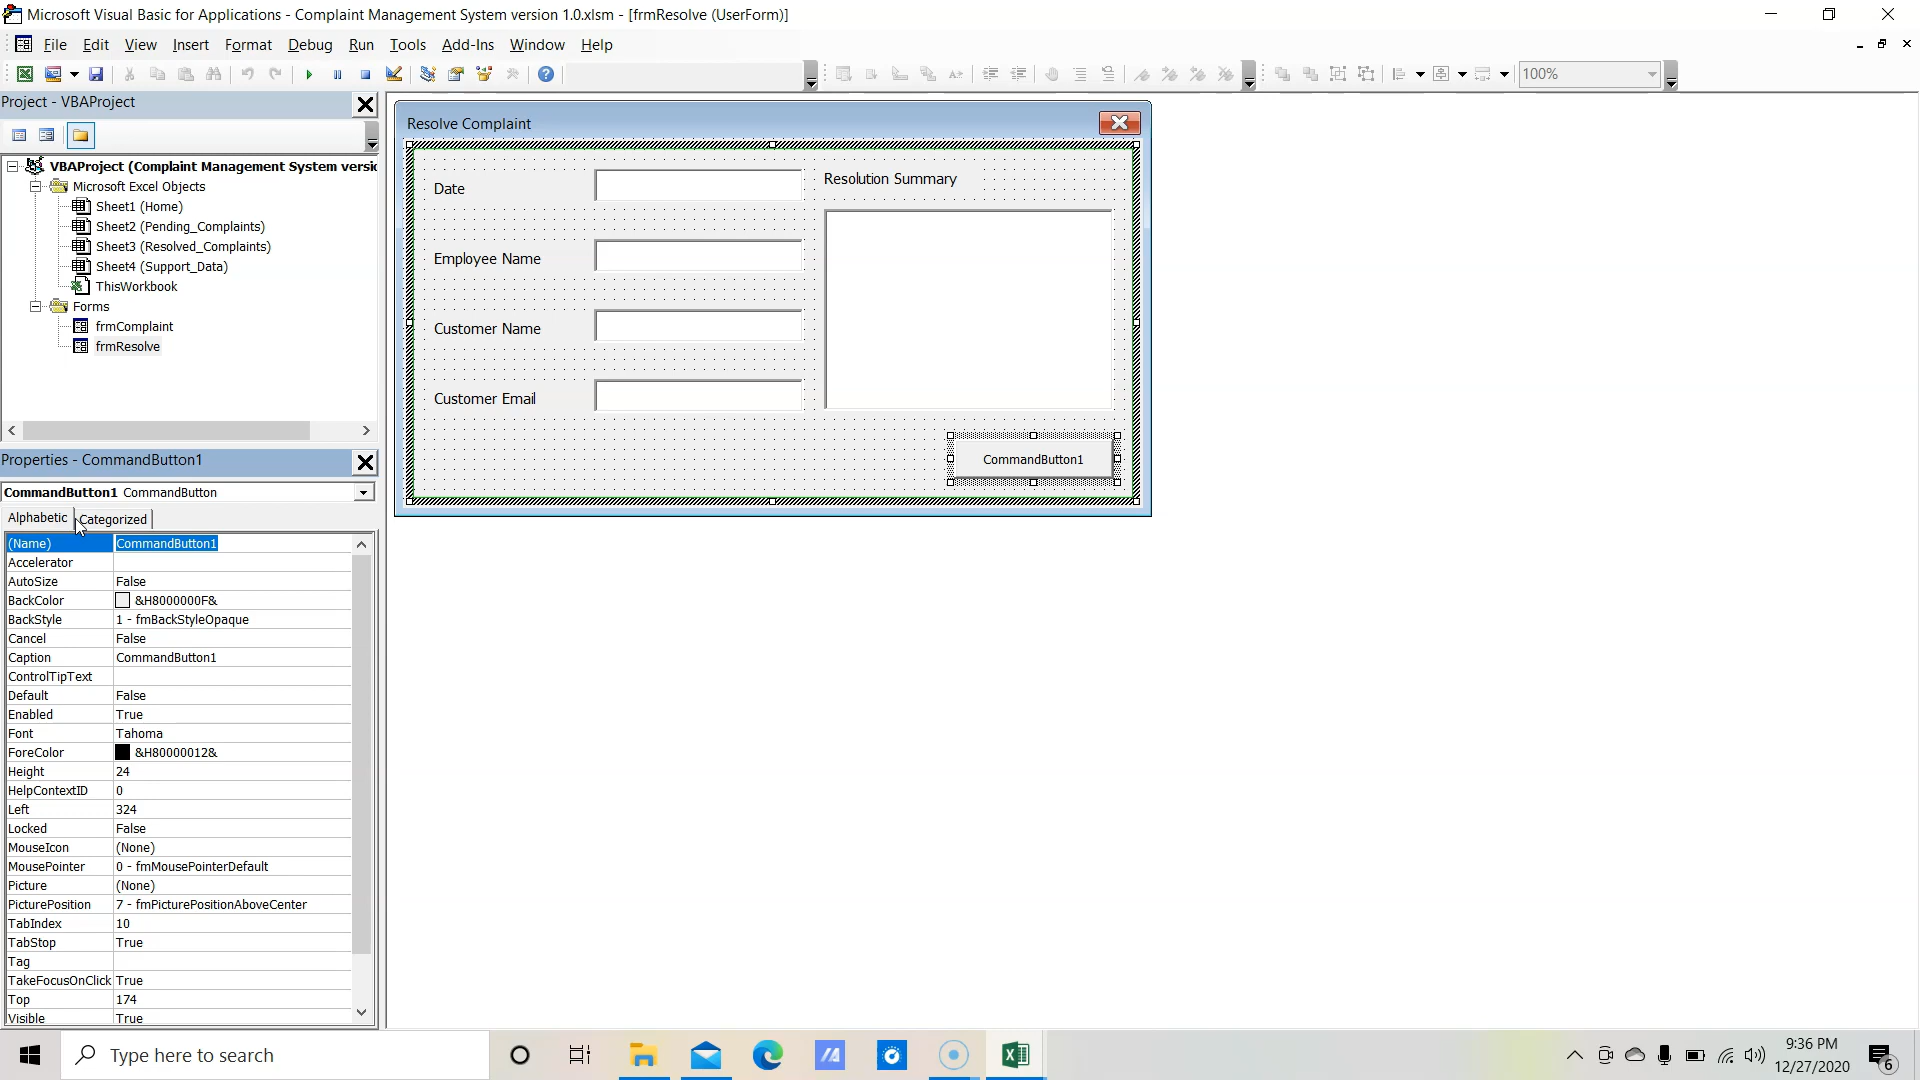 Microsoft Visual Basic for Applications - Complaint Management System version 1.0.xlsm - [frmResolve (UserForm)]
File Edit View Insert Format Debug Run Tools Add-Ins Window Help
100%
Project - VBAProject
VBAProject (Complaint Management System versic
Microsoft Excel Objects
Sheet1 (Home)
Sheet2 (Pending_Complaints)
Sheet3 (Resolved_Complaints)
Sheet4 (Support_Data)
ThisWorkbook
Forms
frmComplaint
frmResolve
Properties - CommandButton1
CommandButton1 CommandButton
Alphabetic Categorized
(Name) CommandButton1
Accelerator
AutoSize False
BackColor &H8000000F&
BackStyle 1 - fmBackStyleOpaque
Cancel False
Caption CommandButton1
ControlTipText
Default False
Enabled True
Font Tahoma
ForeColor &H80000012&
Height 24
HelpContextID 0
Left 324
Locked False
MouseIcon (None)
MousePointer 0 - fmMousePointerDefault
Picture (None)
PicturePosition 7 - fmPicturePositionAboveCenter
TabIndex 10
TabStop True
Tag
TakeFocusOnClick True
Top 174
Visible True
Resolve Complaint
Date
Employee Name
Customer Name
Customer Email
Resolution Summary
CommandButton1
Type here to search
9:36 PM
12/27/2020
6